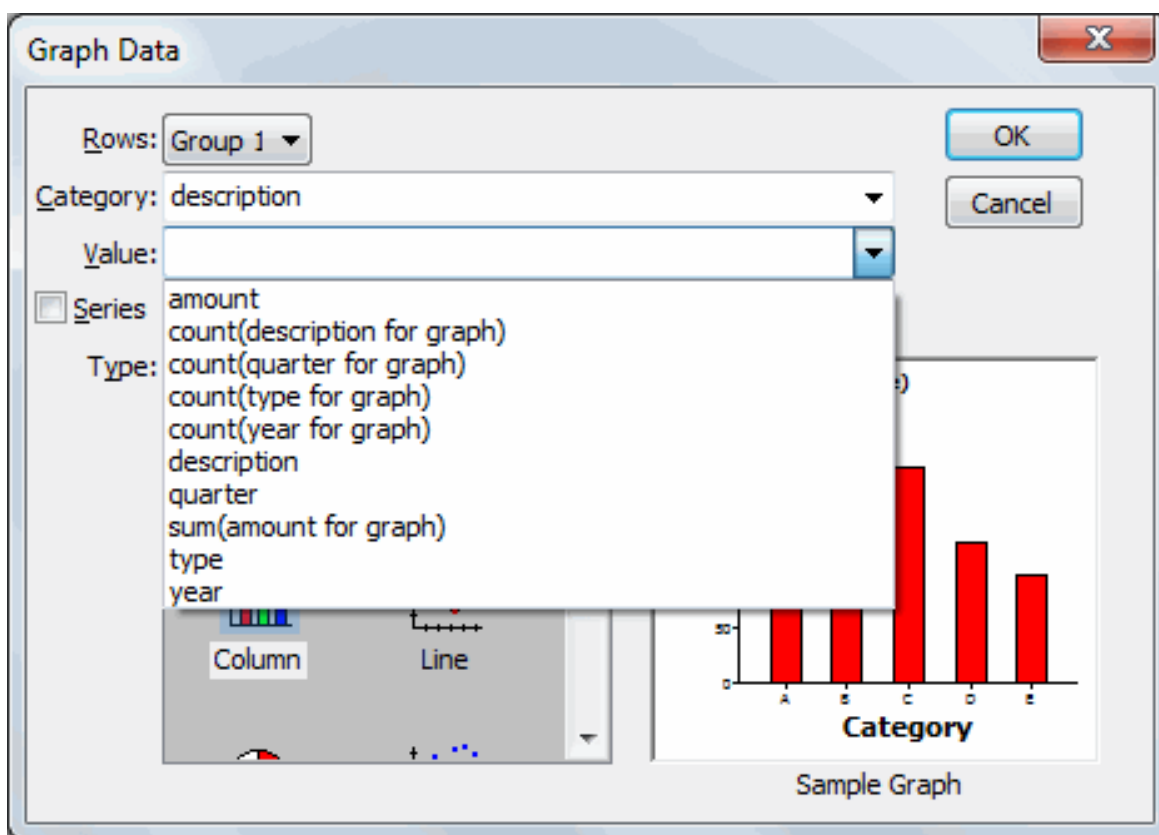 Graph Data
Rows: Group 1
OK
Category: description
Cancel
Value:
Series
amount
count(description for graph)
count(quarter for graph)
count(type for graph)
count(year for graph)
description
quarter
sum(amount for graph)
type
year
Type:
Column
Line
50
0
A B C D E
Category
Sample Graph